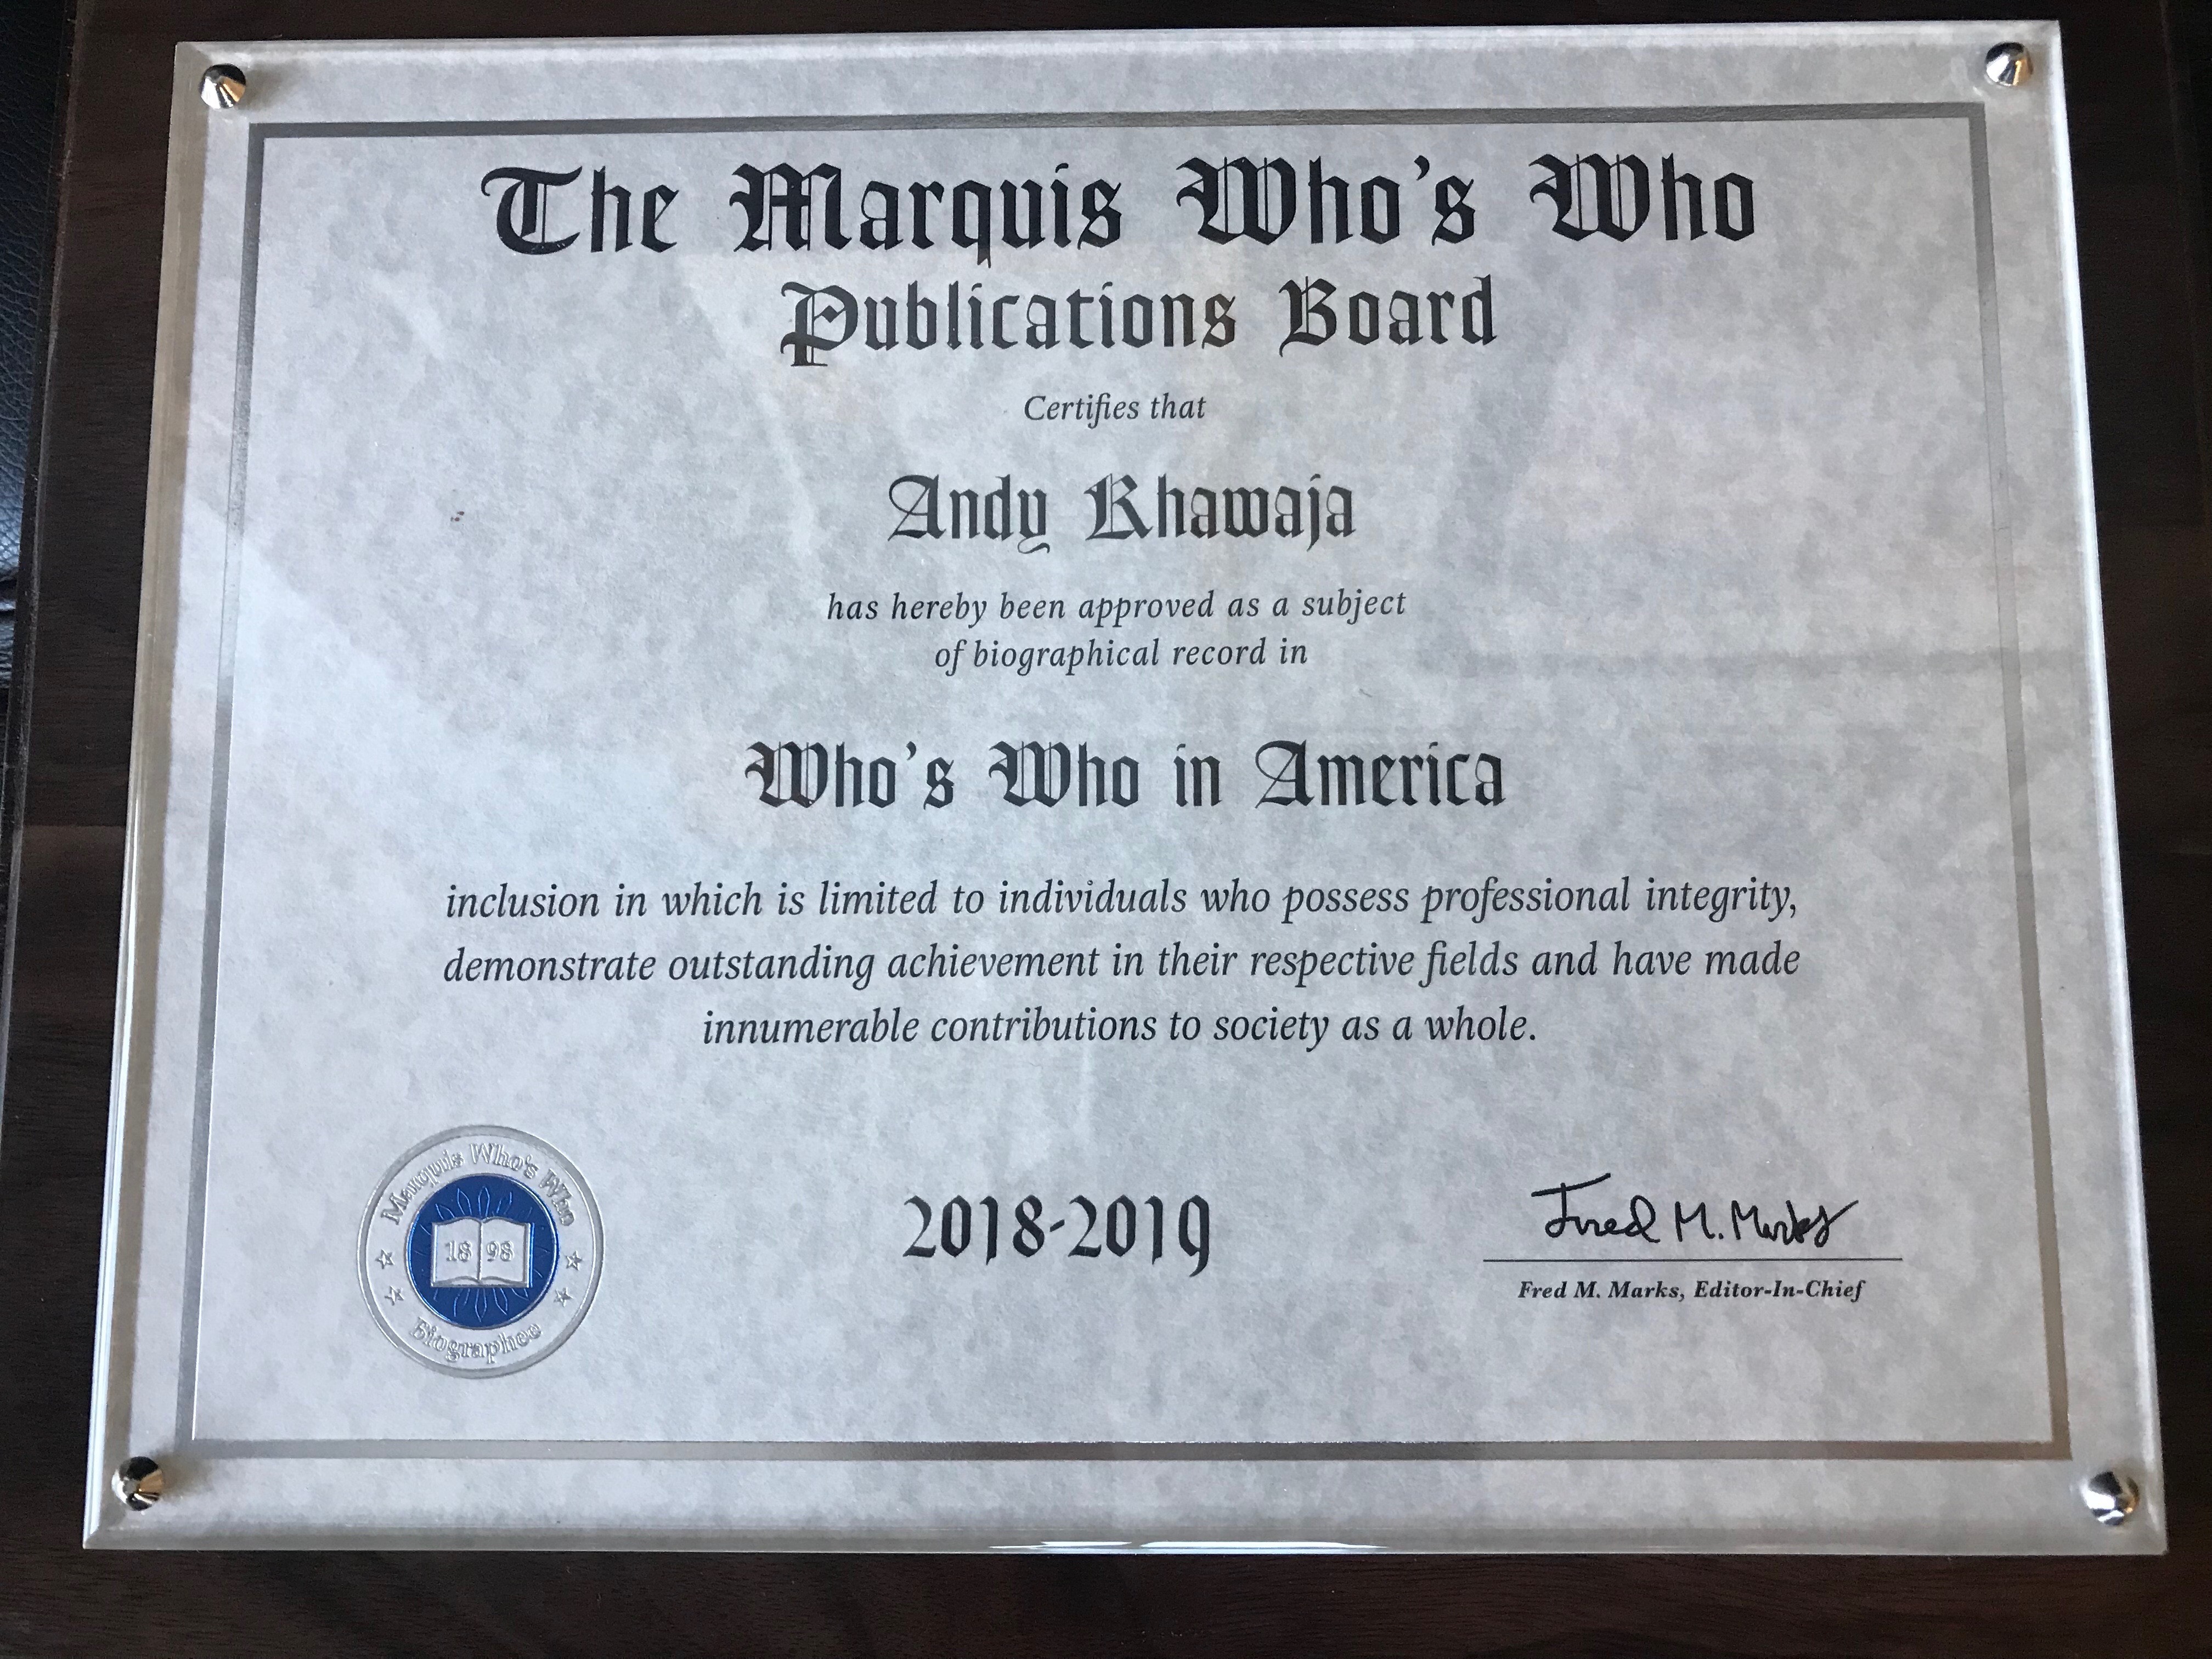 The Marquis Who's Who
Publications Board
Certifies that
Andy Khawaja
has hereby been approved as a subject
of biographical record in
Who's Who in America
inclusion in which is limited to individuals who possess professional integrity,
demonstrate outstanding achievement in their respective fields and have made
innumerable contributions to society as a whole.
Marquis Who's Who
18 98
Biographee
2018-2019
Fred M. Marks
Fred M. Marks, Editor-In-Chief